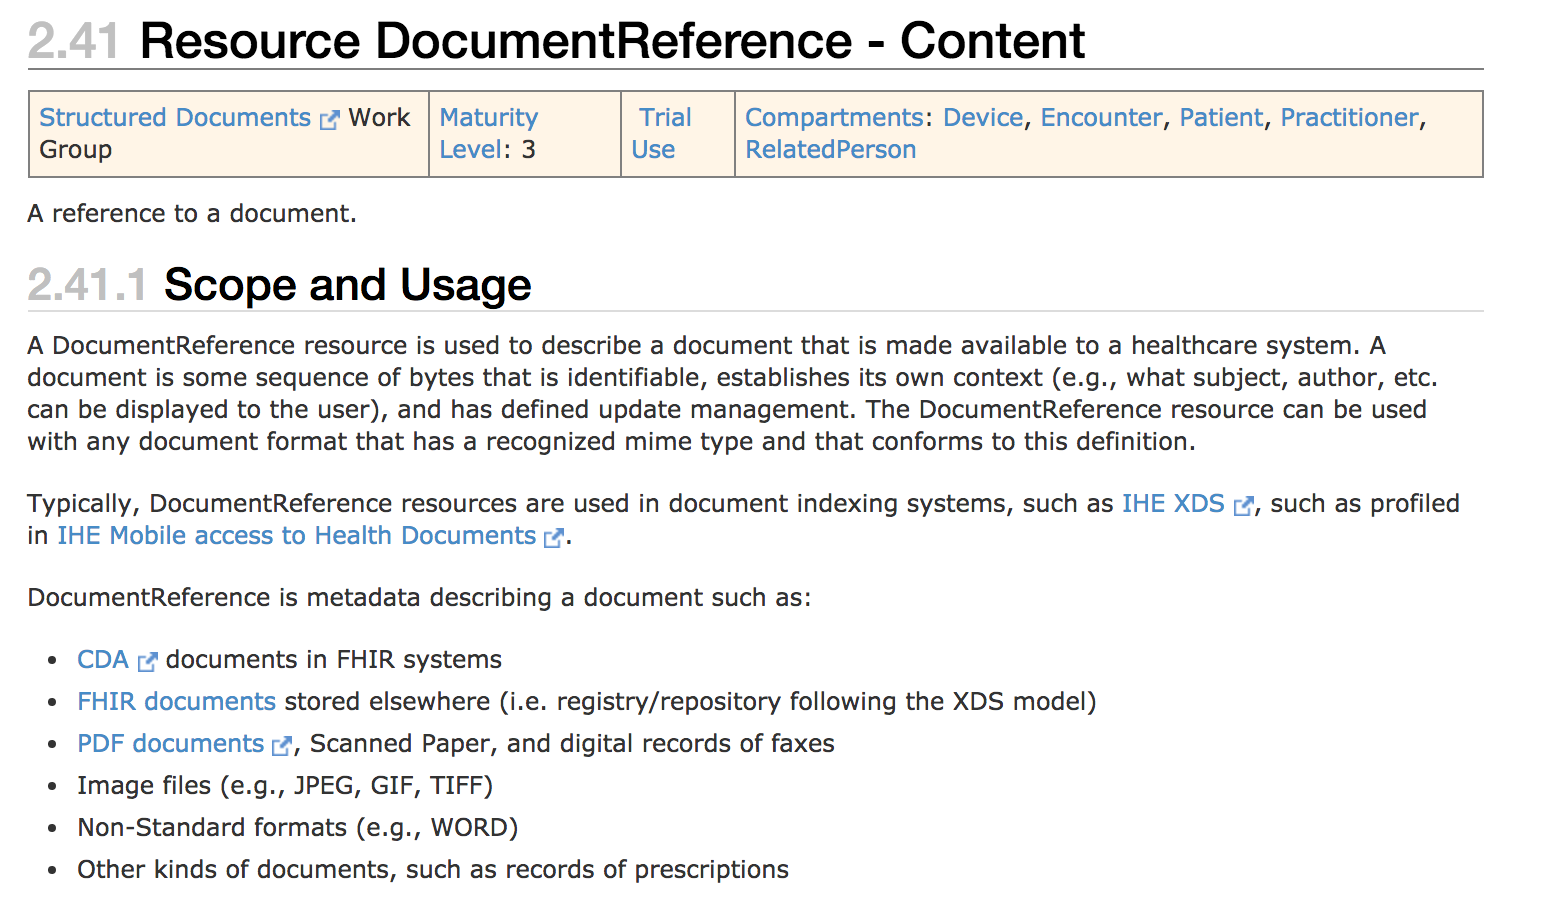 2.41 Resource DocumentReference - Content
Structured Documents Work
Group
Maturity
Level: 3
Trial
Use
Compartments: Device, Encounter, Patient, Practitioner,
RelatedPerson
A reference to a document.
2.41.1 Scope and Usage
A DocumentReference resource is used to describe a document that is made available to a healthcare system. A
document is some sequence of bytes that is identifiable, establishes its own context (e.g., what subject, author, etc.
can be displayed to the user), and has defined update management. The DocumentReference resource can be used
with any document format that has a recognized mime type and that conforms to this definition.
Typically, DocumentReference resources are used in document indexing systems, such as IHE XDS , such as profiled
in IHE Mobile access to Health Documents .
DocumentReference is metadata describing a document such as:
• CDA documents in FHIR systems
• FHIR documents stored elsewhere (i.e. registry/repository following the XDS model)
• PDF documents , Scanned Paper, and digital records of faxes
• Image files (e.g., JPEG, GIF, TIFF)
• Non-Standard formats (e.g., WORD)
• Other kinds of documents, such as records of prescriptions